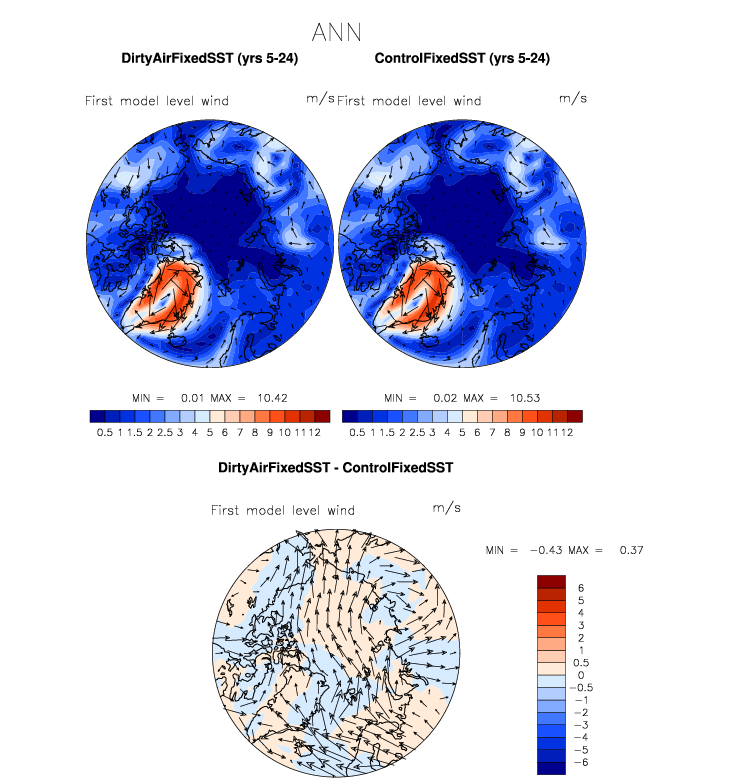 ANN
DirtyAirFixedSST (yrs 5-24) ControlFixedSST (yrs 5-24)
First model level wind m/s First model level wind m/s
MIN = 0.01 MAX = 10.42 MIN = 0.02 MAX = 10.53
0.5 1 1.5 2 2.5 3 4 5 6 7 8 9 10 11 12 0.5 1 1.5 2 2.5 3 4 5 6 7 8 9 10 11 12
DirtyAirFixedSST - ControlFixedSST
First model level wind m/s
MIN = -0.43 MAX = 0.37
6
5
4
3
2
1
0.5
0
-0.5
-1
-2
-3
-4
-5
-6